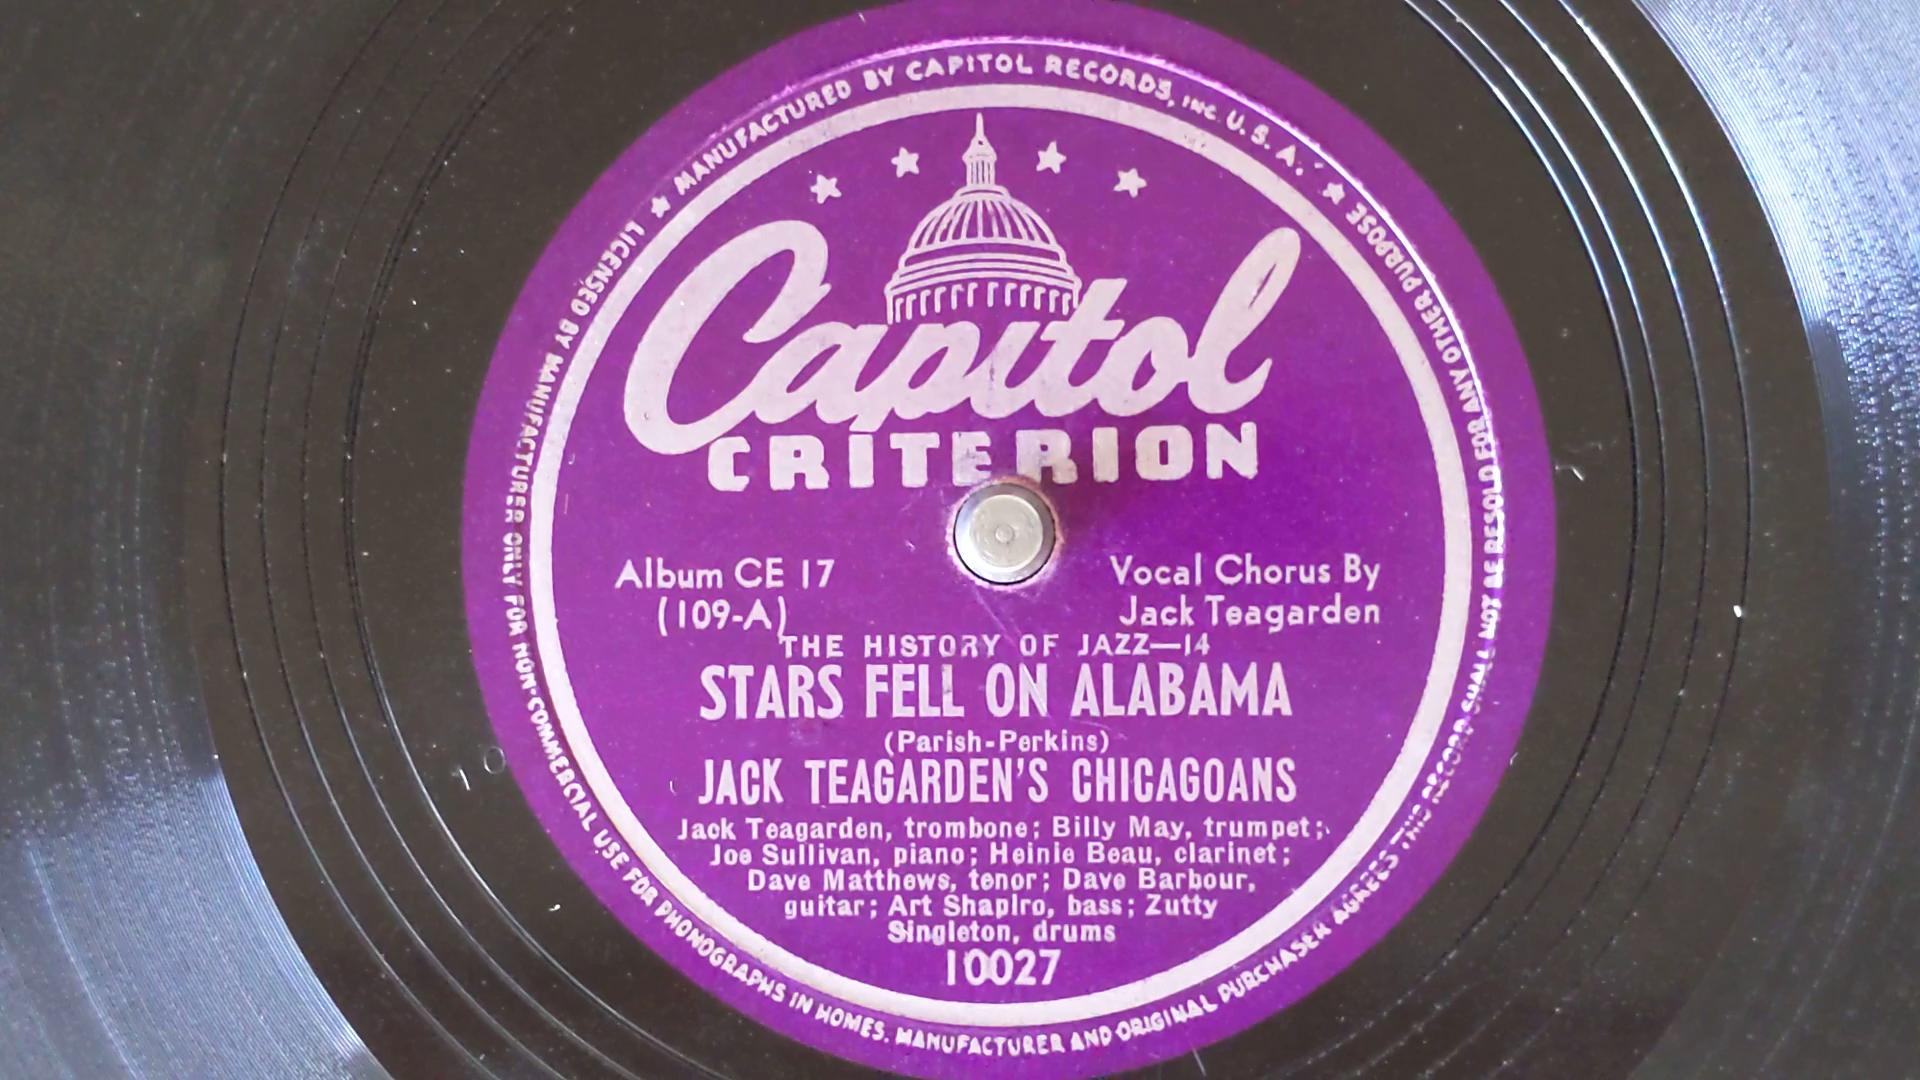 ★ MANUFACTURED BY CAPITOL RECORDS, INC. U. S. A. ★
LICENSED BY MANUFACTURER ONLY FOR NON-COMMERCIAL USE FOR PHONOGRAPHS IN HOMES. MANUFACTURER AND ORIGINAL PURCHASER AGREES THIS RECORD SHALL NOT BE RESOLD FOR ANY OTHER PURPOSE
Capitol
CRITERION
Album CE 17
(109-A)
Vocal Chorus By
Jack Teagarden
THE HISTORY OF JAZZ—14
STARS FELL ON ALABAMA
(Parish-Perkins)
JACK TEAGARDEN'S CHICAGOANS
Jack Teagarden, trombone; Billy May, trumpet;
Joe Sullivan, piano; Heinie Beau, clarinet;
Dave Matthews, tenor; Dave Barbour,
guitar; Art Shapiro, bass; Zutty
Singleton, drums
10027